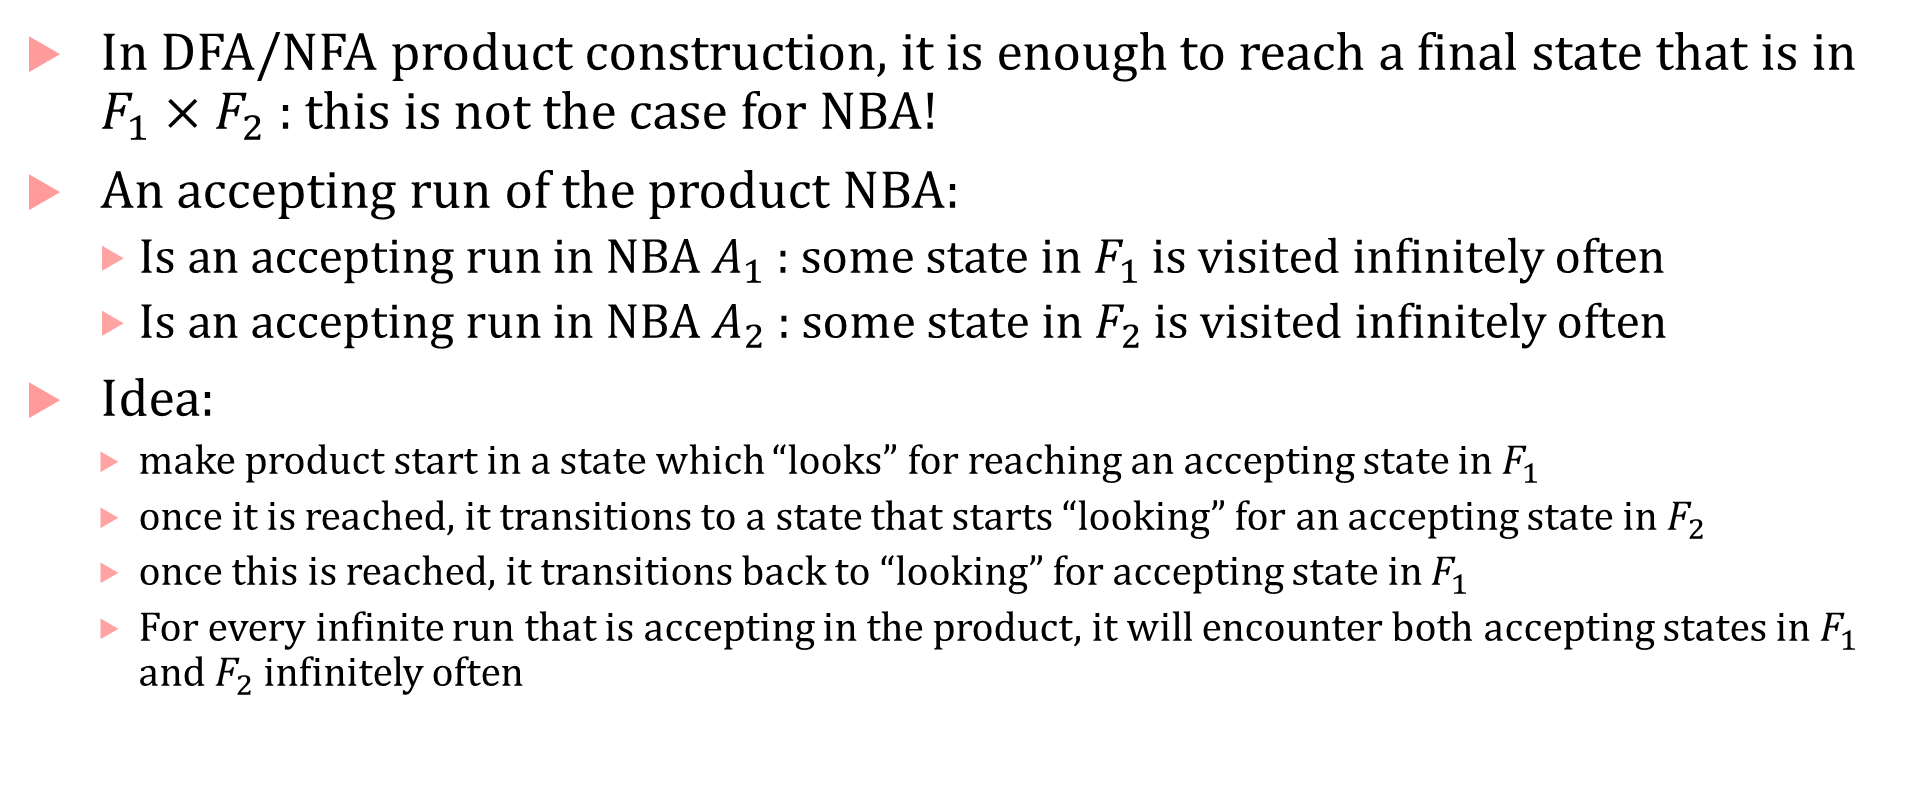 In DFA/NFA product construction, it is enough to reach a final state that is in
F₁ × F₂ : this is not the case for NBA!
An accepting run of the product NBA:
Is an accepting run in NBA A₁ : some state in F₁ is visited infinitely often
Is an accepting run in NBA A₂ : some state in F₂ is visited infinitely often
Idea:
make product start in a state which “looks” for reaching an accepting state in F₁
once it is reached, it transitions to a state that starts “looking” for an accepting state in F₂
once this is reached, it transitions back to “looking” for accepting state in F₁
For every infinite run that is accepting in the product, it will encounter both accepting states in F₁
and F₂ infinitely often